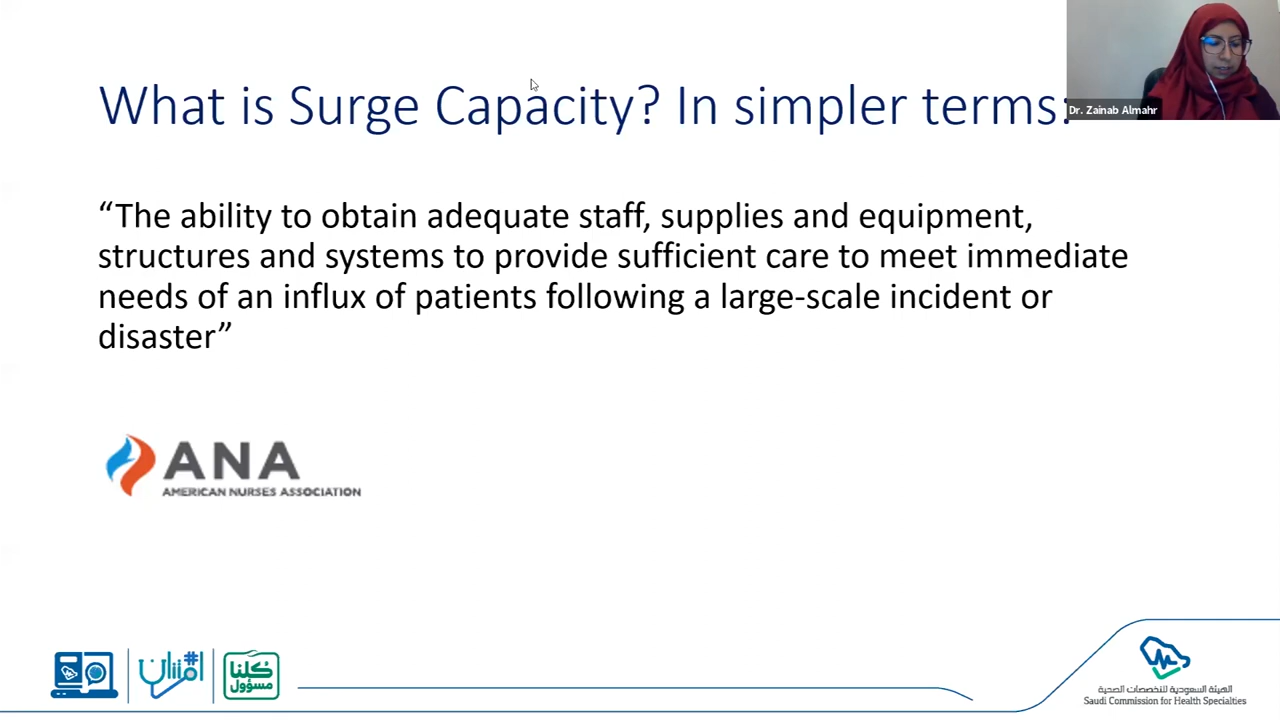 What is Surge Capacity? In simpler terms:
Dr. Zainab Almahr
“The ability to obtain adequate staff, supplies and equipment,
structures and systems to provide sufficient care to meet immediate
needs of an influx of patients following a large-scale incident or
disaster”
ANA
AMERICAN NURSES ASSOCIATION
#امتنان
كلنا
مسؤول
الهيئة السعودية للتخصصات الصحية
Saudi Commission for Health Specialties